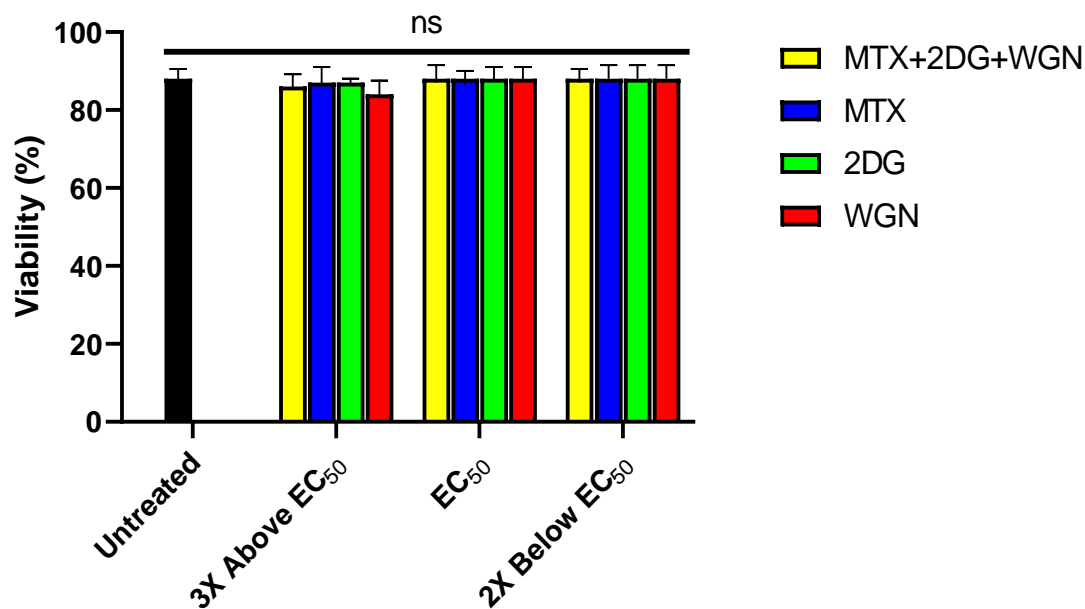 ns
100
80
60
40
20
0
Viability (%)
Untreated
3X Above EC₅₀
EC₅₀
2X Below EC₅₀
MTX+2DG+WGN
MTX
2DG
WGN